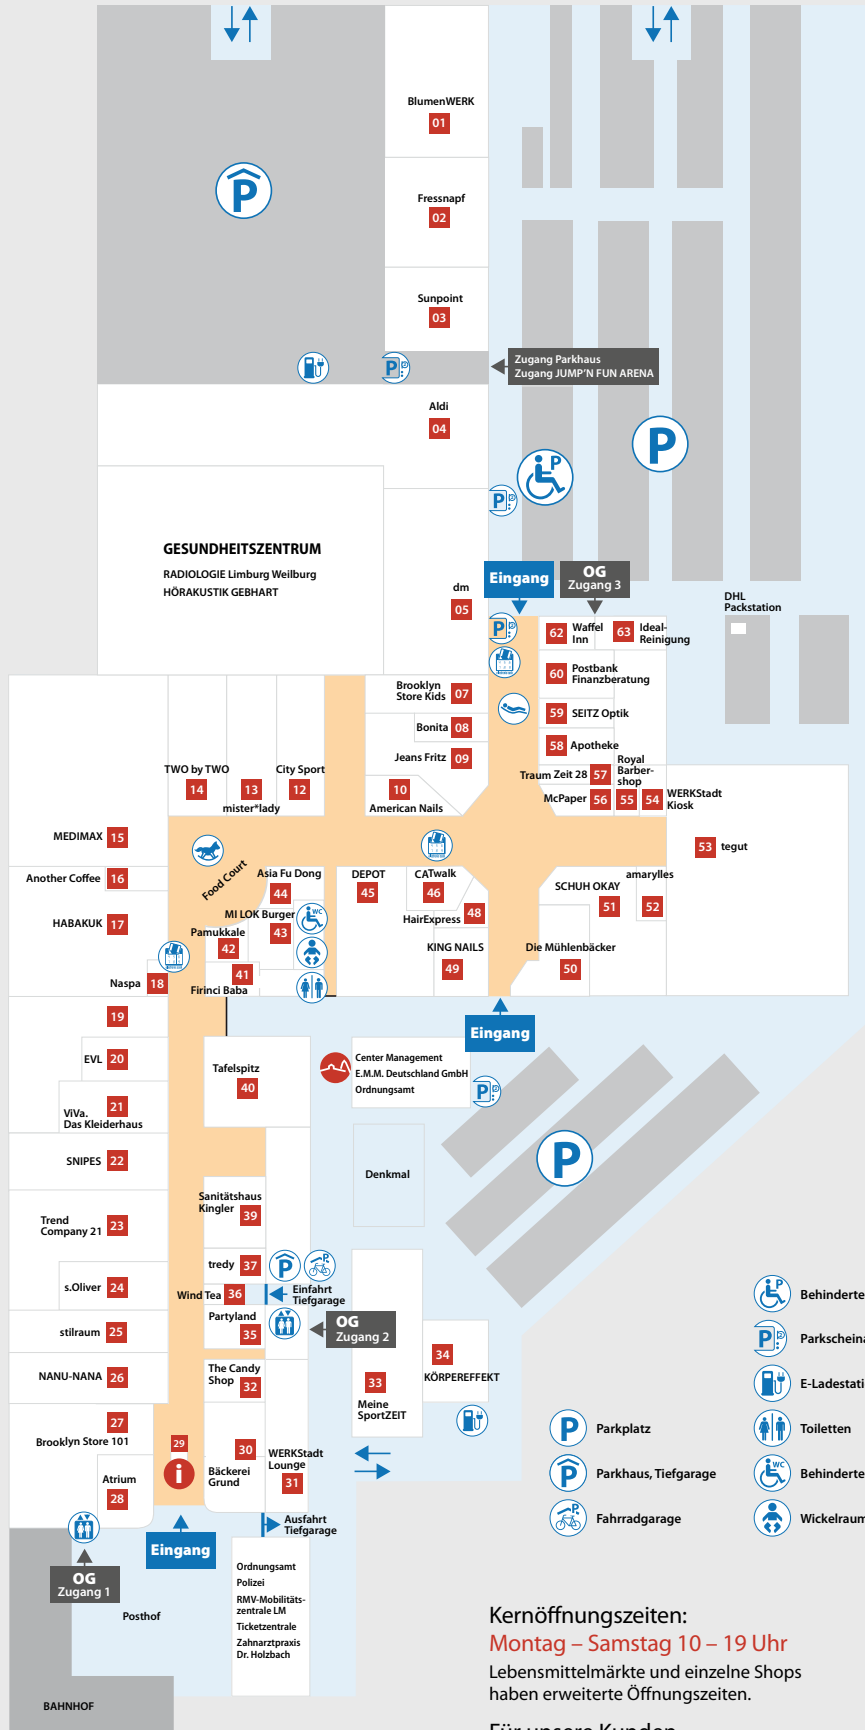 BlumenWERK
01
Fressnapf
02
Sunpoint
03
P
P
Zugang Parkhaus
Zugang JUMP'N FUN ARENA
Aldi
04
P
P
P
GESUNDHEITSZENTRUM
RADIOLOGIE Limburg Weilburg
HÖRAKUSTIK GEBHART
dm
05
Eingang
OG
Zugang 3
DHL
Packstation
P
62
Waffel
Inn
63
Ideal-
Reinigung
60
Postbank
Finanzberatung
Brooklyn
Store Kids
07
59
SEITZ Optik
Bonita
08
58
Apotheke
Jeans Fritz
09
Traum Zeit 28
57
Royal
Barber-
shop
TWO by TWO
14
13
mister*lady
City Sport
12
10
American Nails
McPaper
56
55
54
WERKStadt
Kiosk
MEDIMAX
15
53
tegut
Another Coffee
16
Food Court
Asia Fu Dong
44
DEPOT
45
CATwalk
46
amarylles
52
SCHUH OKAY
51
HABAKUK
17
MI LOK Burger
43
WC
HairExpress
48
Pamukkale
42
KING NAILS
49
Die Mühlenbäcker
50
Naspa
18
41
Firinci Baba
19
Eingang
EVL
20
Tafelspitz
40
Center Management
E.M.M. Deutschland GmbH
Ordnungsamt
P
ViVa.
Das Kleiderhaus
21
SNIPES
22
Denkmal
P
Trend
Company 21
23
Sanitätshaus
Kingler
39
tredy
37
P
P
s.Oliver
24
Wind Tea
36
Einfahrt
Tiefgarage
stilraum
25
Partyland
35
OG
Zugang 2
NANU-NANA
26
The Candy
Shop
32
33
Meine
SportZEIT
34
KÖRPEREFFEKT
27
Brooklyn Store 101
29
i
30
Bäckerei
Grund
WERKStadt
Lounge
31
Atrium
28
Ausfahrt
Tiefgarage
Eingang
OG
Zugang 1
Posthof
Ordnungsamt
Polizei
RMV-Mobilitäts-
zentrale LM
Ticketzentrale
Zahnarztpraxis
Dr. Holzbach
BAHNHOF
P
Parkplatz
P
Parkhaus, Tiefgarage
P
Fahrradgarage
P
Behinderte
P
Parkscheina
E-Ladestati
Toiletten
WC
Behinderte
Wickelraum
Kernöffnungszeiten:
Montag – Samstag 10 – 19 Uhr
Lebensmittelmärkte und einzelne Shops
haben erweiterte Öffnungszeiten.
Für unsere Kunden